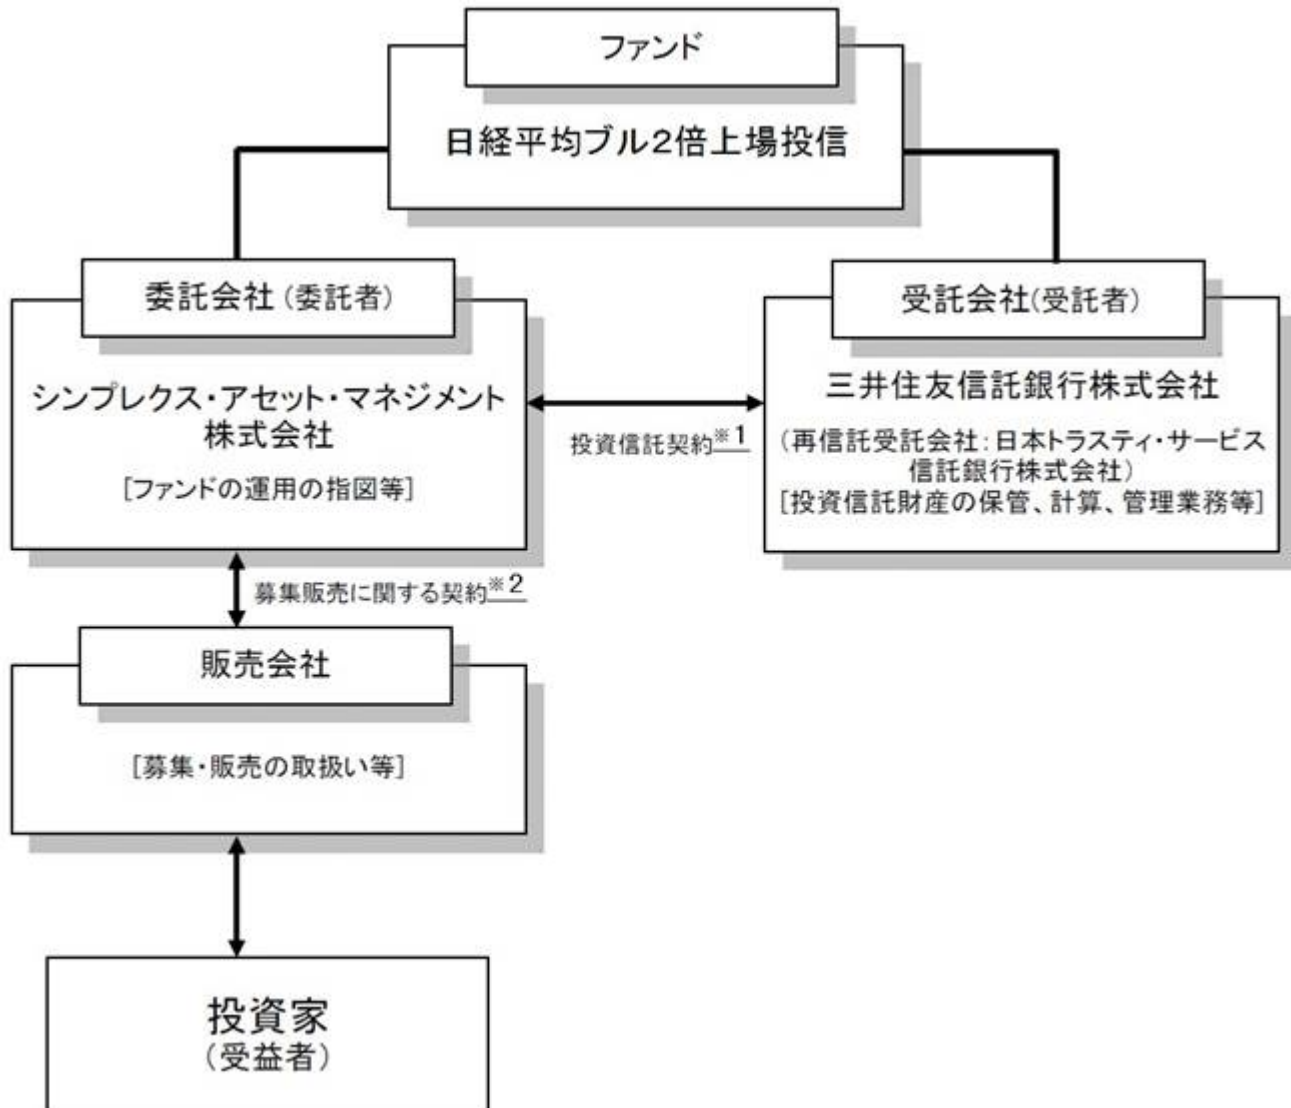 ファンド
日経平均ブル2倍上場投信
委託会社(委託者)
シンプレクス・アセット・マネジメント
株式会社
[ファンドの運用の指図等]
投資信託契約※1
受託会社(受託者)
三井住友信託銀行株式会社
(再信託受託会社:日本トラスティ・サービス
信託銀行株式会社)
[投資信託財産の保管、計算、管理業務等]
募集販売に関する契約※2
販売会社
[募集・販売の取扱い等]
投資家
(受益者)